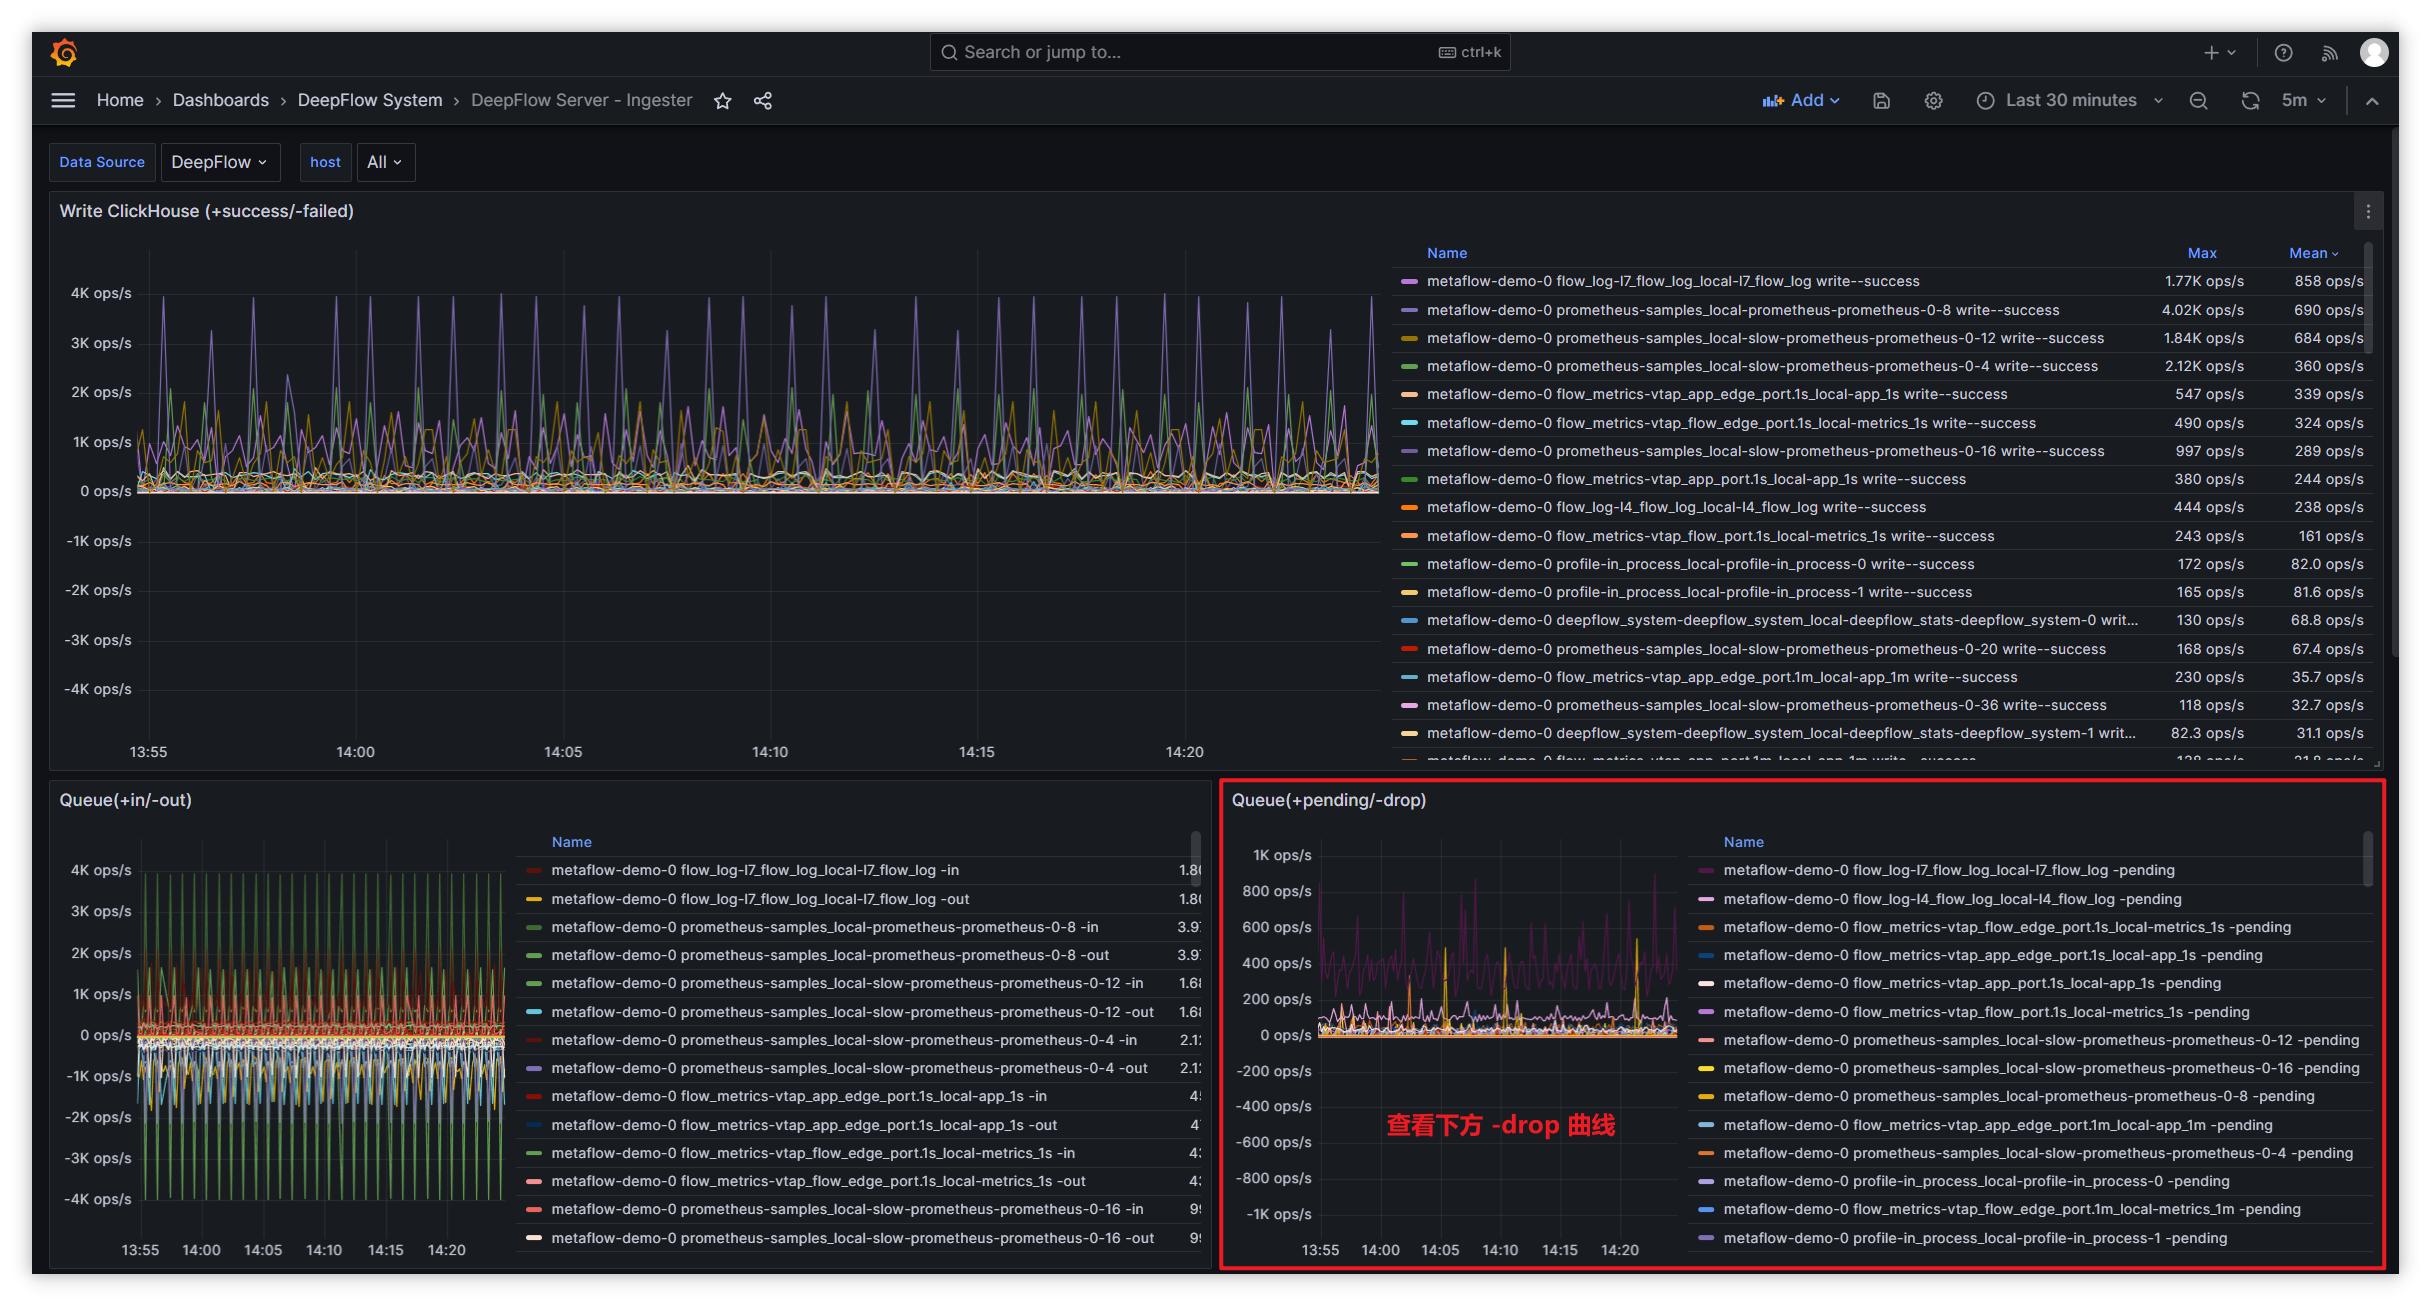 Search or jump to...
ctrl+k
Home › Dashboards › DeepFlow System › DeepFlow Server - Ingester
Add
Last 30 minutes
5m
Data Source
DeepFlow
host
All
Write ClickHouse (+success/-failed)
4K ops/s
3K ops/s
2K ops/s
1K ops/s
0 ops/s
-1K ops/s
-2K ops/s
-3K ops/s
-4K ops/s
13:55 14:00 14:05 14:10 14:15 14:20
Name Max Mean
metaflow-demo-0 flow_log-l7_flow_log_local-l7_flow_log write--success 1.77K ops/s 858 ops/s
metaflow-demo-0 prometheus-samples_local-prometheus-prometheus-0-8 write--success 4.02K ops/s 690 ops/s
metaflow-demo-0 prometheus-samples_local-slow-prometheus-prometheus-0-12 write--success 1.84K ops/s 684 ops/s
metaflow-demo-0 prometheus-samples_local-slow-prometheus-prometheus-0-4 write--success 2.12K ops/s 360 ops/s
metaflow-demo-0 flow_metrics-vtap_app_edge_port.1s_local-app_1s write--success 547 ops/s 339 ops/s
metaflow-demo-0 flow_metrics-vtap_flow_edge_port.1s_local-metrics_1s write--success 490 ops/s 324 ops/s
metaflow-demo-0 prometheus-samples_local-slow-prometheus-prometheus-0-16 write--success 997 ops/s 289 ops/s
metaflow-demo-0 flow_metrics-vtap_app_port.1s_local-app_1s write--success 380 ops/s 244 ops/s
metaflow-demo-0 flow_log-l4_flow_log_local-l4_flow_log write--success 444 ops/s 238 ops/s
metaflow-demo-0 flow_metrics-vtap_flow_port.1s_local-metrics_1s write--success 243 ops/s 161 ops/s
metaflow-demo-0 profile-in_process_local-profile-in_process-0 write--success 172 ops/s 82.0 ops/s
metaflow-demo-0 profile-in_process_local-profile-in_process-1 write--success 165 ops/s 81.6 ops/s
metaflow-demo-0 deepflow_system-deepflow_system_local-deepflow_stats-deepflow_system-0 writ... 130 ops/s 68.8 ops/s
metaflow-demo-0 prometheus-samples_local-slow-prometheus-prometheus-0-20 write--success 168 ops/s 67.4 ops/s
metaflow-demo-0 flow_metrics-vtap_app_edge_port.1m_local-app_1m write--success 230 ops/s 35.7 ops/s
metaflow-demo-0 prometheus-samples_local-slow-prometheus-prometheus-0-36 write--success 118 ops/s 32.7 ops/s
metaflow-demo-0 deepflow_system-deepflow_system_local-deepflow_stats-deepflow_system-1 writ... 82.3 ops/s 31.1 ops/s
Queue(+in/-out)
4K ops/s
3K ops/s
2K ops/s
1K ops/s
0 ops/s
-1K ops/s
-2K ops/s
-3K ops/s
-4K ops/s
13:55 14:00 14:05 14:10 14:15 14:20
Name
metaflow-demo-0 flow_log-l7_flow_log_local-l7_flow_log -in
metaflow-demo-0 flow_log-l7_flow_log_local-l7_flow_log -out
metaflow-demo-0 prometheus-samples_local-prometheus-prometheus-0-8 -in
metaflow-demo-0 prometheus-samples_local-prometheus-prometheus-0-8 -out
metaflow-demo-0 prometheus-samples_local-slow-prometheus-prometheus-0-12 -in
metaflow-demo-0 prometheus-samples_local-slow-prometheus-prometheus-0-12 -out
metaflow-demo-0 prometheus-samples_local-slow-prometheus-prometheus-0-4 -in
metaflow-demo-0 prometheus-samples_local-slow-prometheus-prometheus-0-4 -out
metaflow-demo-0 flow_metrics-vtap_app_edge_port.1s_local-app_1s -in
metaflow-demo-0 flow_metrics-vtap_app_edge_port.1s_local-app_1s -out
metaflow-demo-0 flow_metrics-vtap_flow_edge_port.1s_local-metrics_1s -in
metaflow-demo-0 flow_metrics-vtap_flow_edge_port.1s_local-metrics_1s -out
metaflow-demo-0 prometheus-samples_local-slow-prometheus-prometheus-0-16 -in
metaflow-demo-0 prometheus-samples_local-slow-prometheus-prometheus-0-16 -out
Queue(+pending/-drop)
1K ops/s
800 ops/s
600 ops/s
400 ops/s
200 ops/s
0 ops/s
-200 ops/s
-400 ops/s
-600 ops/s
-800 ops/s
-1K ops/s
查看下方 -drop 曲线
13:55 14:00 14:05 14:10 14:15 14:20
Name
metaflow-demo-0 flow_log-l7_flow_log_local-l7_flow_log -pending
metaflow-demo-0 flow_log-l4_flow_log_local-l4_flow_log -pending
metaflow-demo-0 flow_metrics-vtap_flow_edge_port.1s_local-metrics_1s -pending
metaflow-demo-0 flow_metrics-vtap_app_edge_port.1s_local-app_1s -pending
metaflow-demo-0 flow_metrics-vtap_app_port.1s_local-app_1s -pending
metaflow-demo-0 flow_metrics-vtap_flow_port.1s_local-metrics_1s -pending
metaflow-demo-0 prometheus-samples_local-slow-prometheus-prometheus-0-12 -pending
metaflow-demo-0 prometheus-samples_local-slow-prometheus-prometheus-0-16 -pending
metaflow-demo-0 prometheus-samples_local-prometheus-prometheus-0-8 -pending
metaflow-demo-0 flow_metrics-vtap_app_edge_port.1m_local-app_1m -pending
metaflow-demo-0 prometheus-samples_local-slow-prometheus-prometheus-0-4 -pending
metaflow-demo-0 profile-in_process_local-profile-in_process-0 -pending
metaflow-demo-0 flow_metrics-vtap_flow_edge_port.1m_local-metrics_1m -pending
metaflow-demo-0 profile-in_process_local-profile-in_process-1 -pending